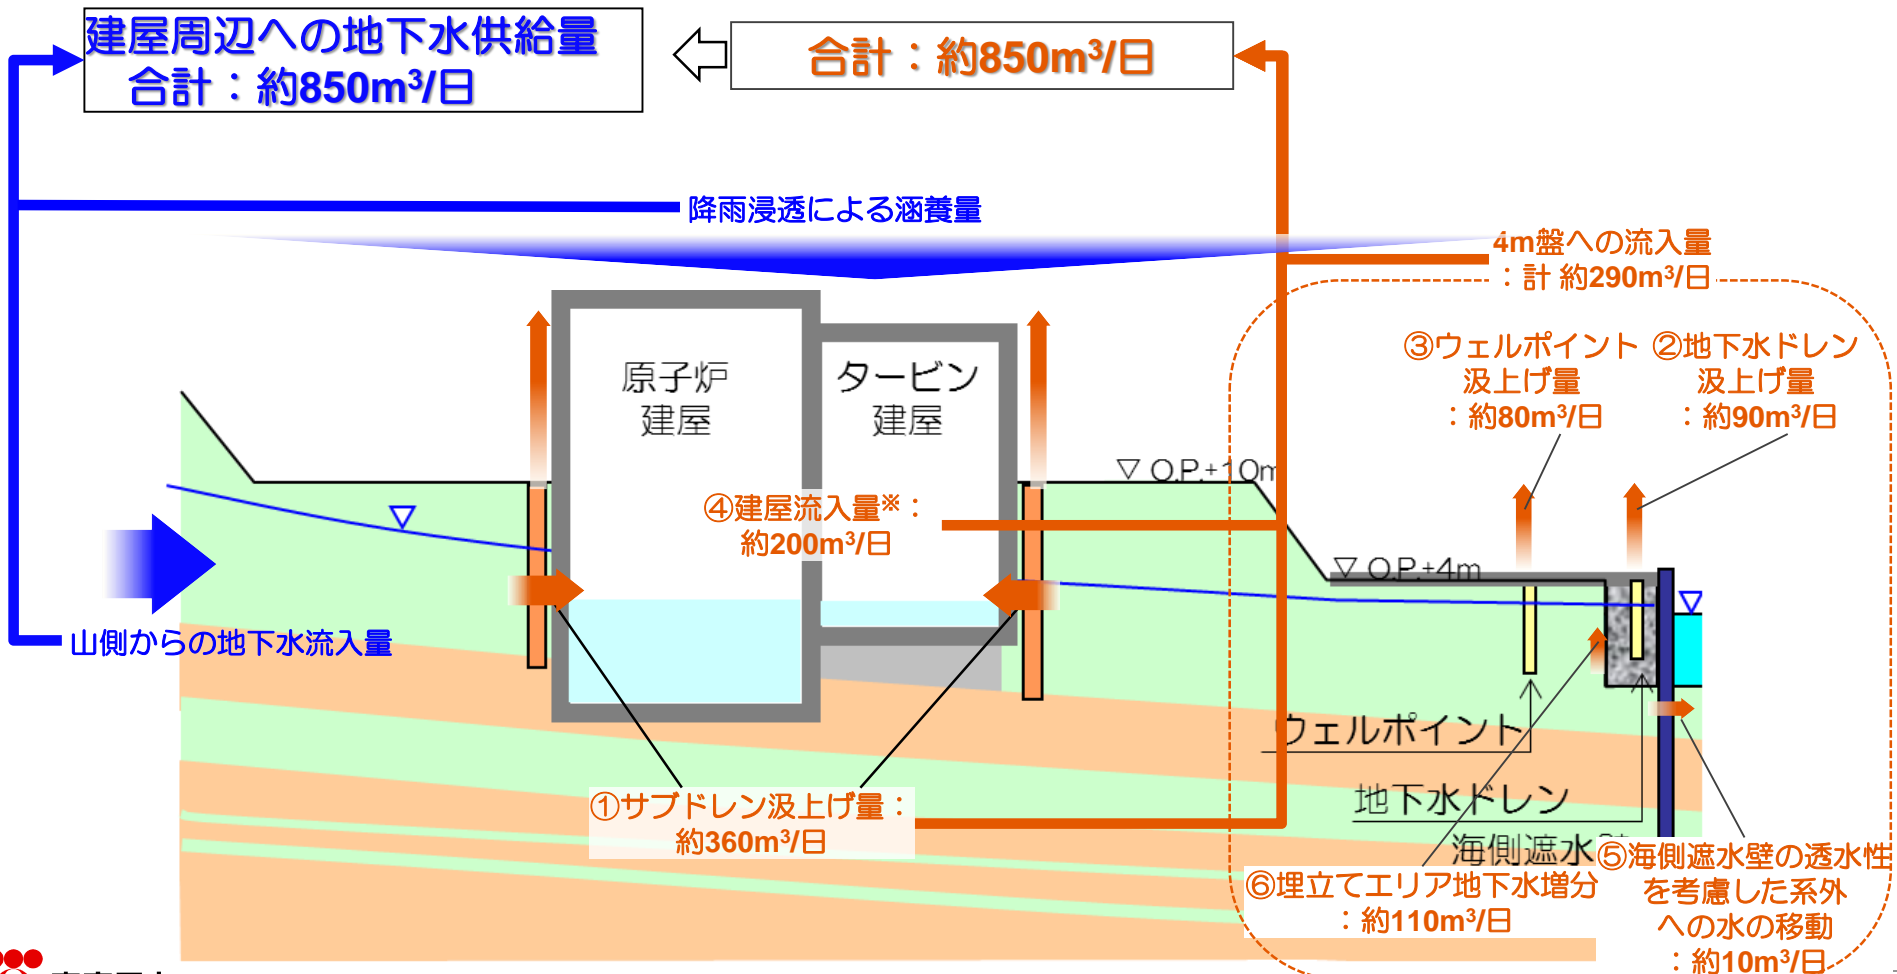 建屋周辺への地下水供給量
合計：約850m³/日
合計：約850m³/日
降雨浸透による涵養量
4m盤への流入量
：計 約290m³/日
③ウェルポイント
汲上げ量
：約80m³/日
②地下水ドレン
汲上げ量
：約90m³/日
原子炉
建屋
タービン
建屋
▽ O.P.+10m
④建屋流入量※：
約200m³/日
▽ O.P.+4m
山側からの地下水流入量
ウェルポイント
地下水ドレン
海側遮水
①サブドレン汲上げ量：
約360m³/日
⑥埋立てエリア地下水増分
：約110m³/日
⑤海側遮水壁の透水性
を考慮した系外
への水の移動
：約10m³/日